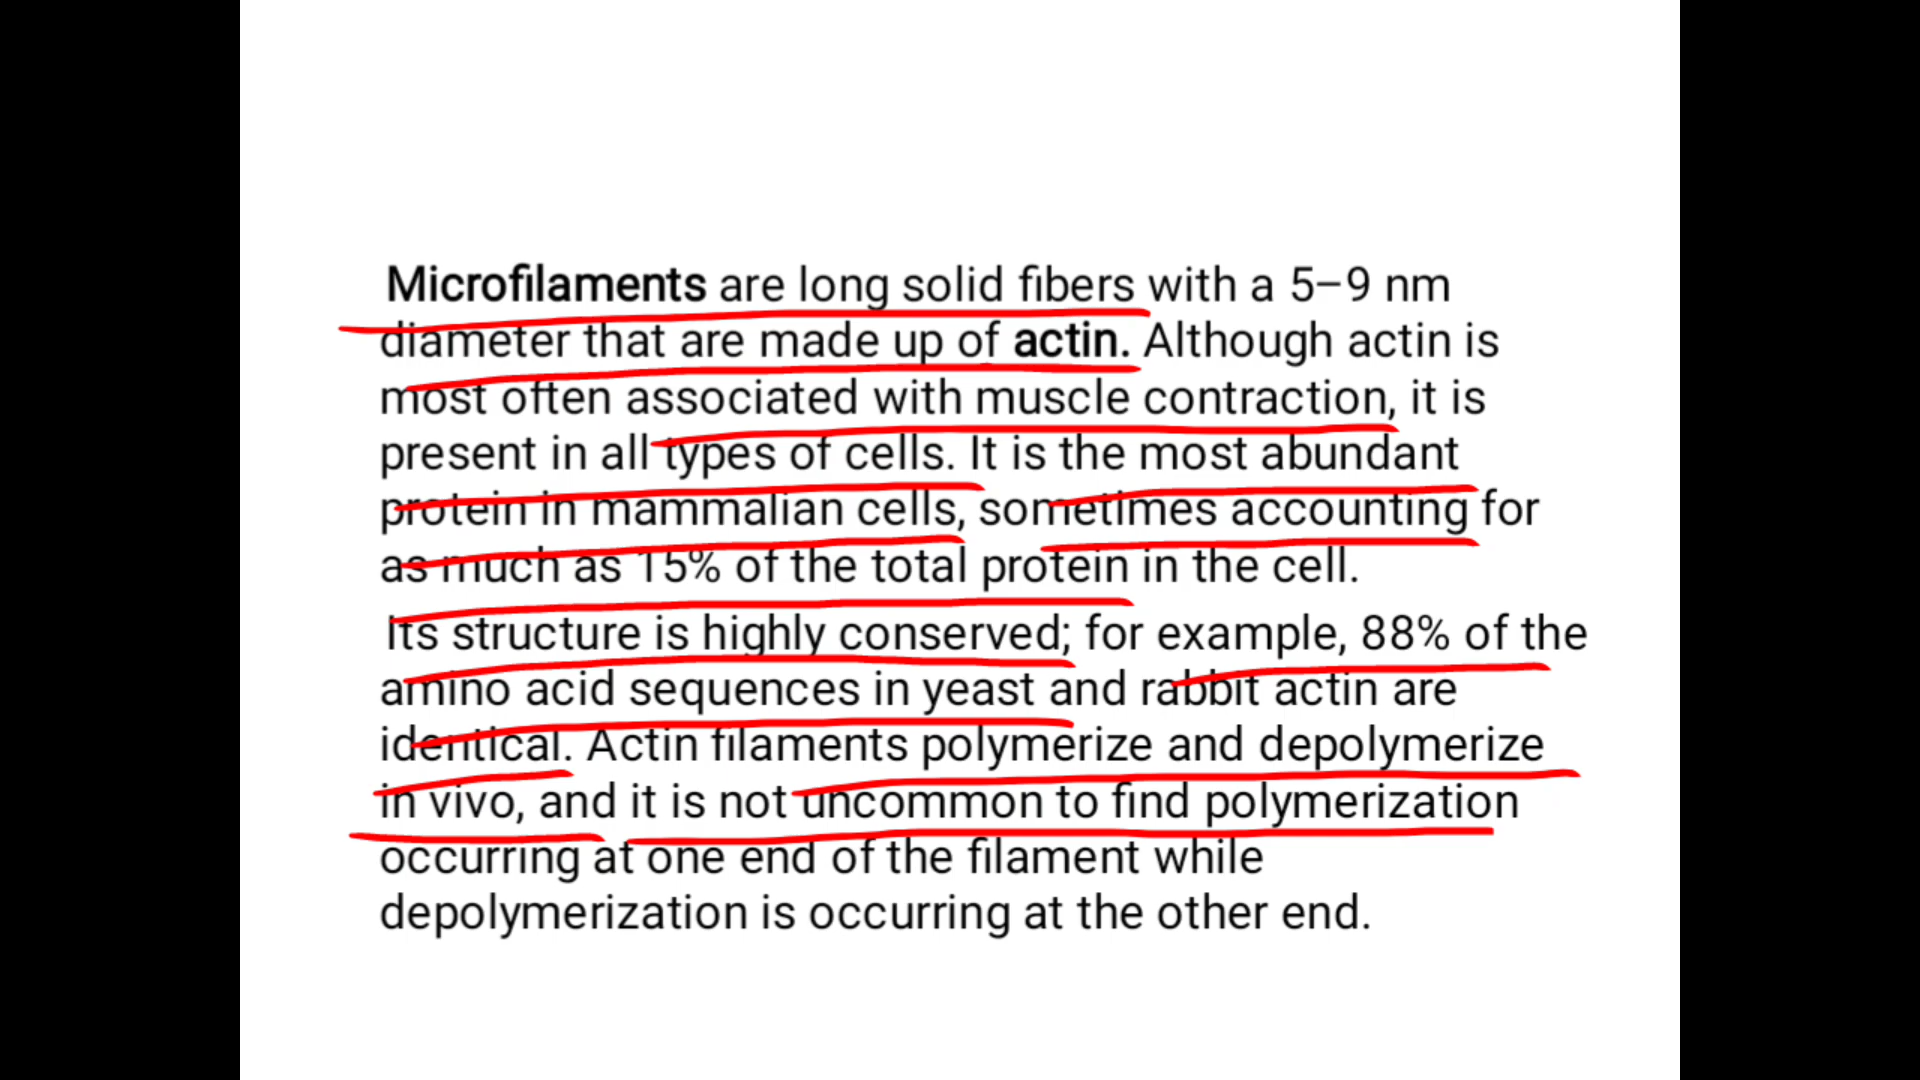 Microfilaments are long solid fibers with a 5–9 nm
diameter that are made up of actin. Although actin is
most often associated with muscle contraction, it is
present in all types of cells. It is the most abundant
protein in mammalian cells, sometimes accounting for
as much as 15% of the total protein in the cell.
Its structure is highly conserved; for example, 88% of the
amino acid sequences in yeast and rabbit actin are
identical. Actin filaments polymerize and depolymerize
in vivo, and it is not uncommon to find polymerization
occurring at one end of the filament while
depolymerization is occurring at the other end.